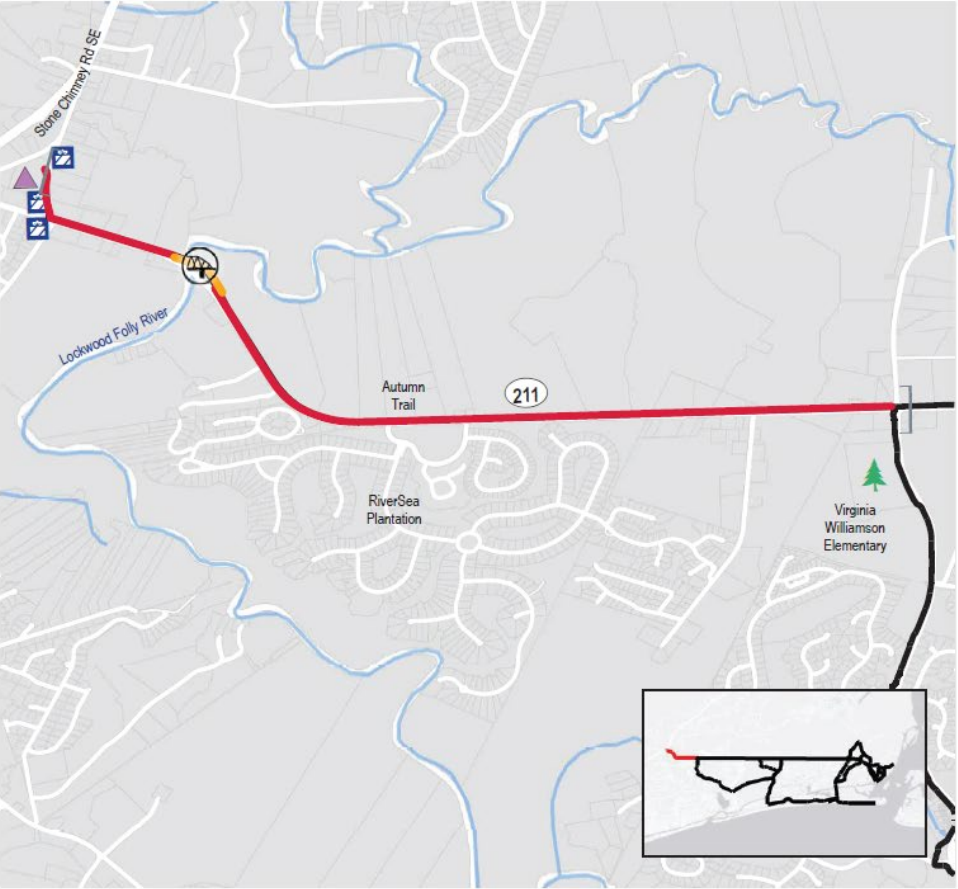 Stone Chimney Rd SE
Lockwood Folly River
Autumn
Trail
211
RiverSea
Plantation
Virginia
Williamson
Elementary